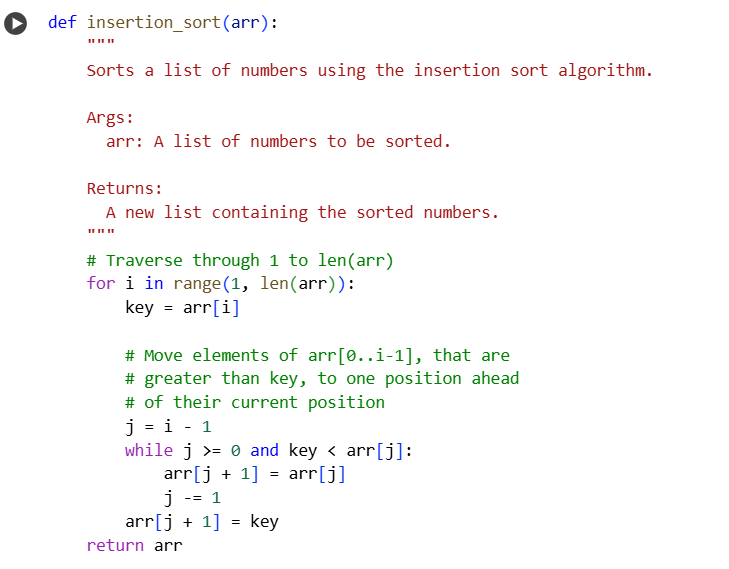 def insertion_sort(arr):
    """
    Sorts a list of numbers using the insertion sort algorithm.

    Args:
      arr: A list of numbers to be sorted.

    Returns:
      A new list containing the sorted numbers.
    """
    # Traverse through 1 to len(arr)
    for i in range(1, len(arr)):
        key = arr[i]

        # Move elements of arr[0..i-1], that are
        # greater than key, to one position ahead
        # of their current position
        j = i - 1
        while j >= 0 and key < arr[j]:
            arr[j + 1] = arr[j]
            j -= 1
        arr[j + 1] = key
    return arr